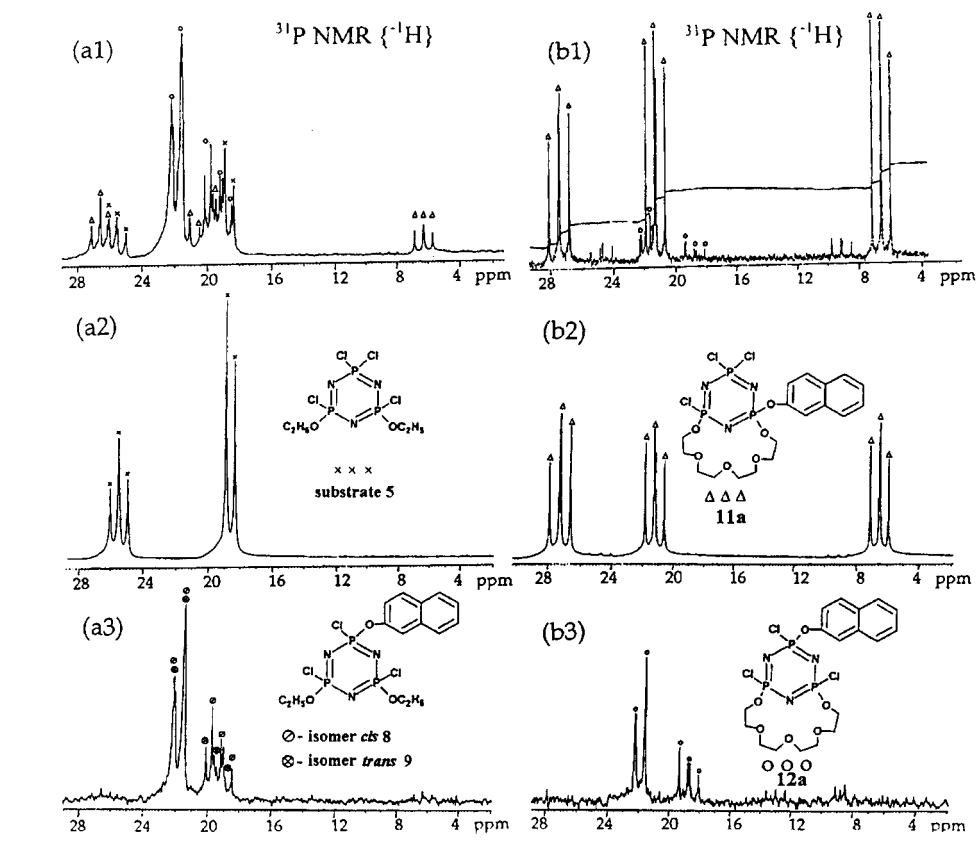 (a1)
³¹P NMR {⁻¹H}
28 24 20 16 12 8 4 ppm
(b1)
³¹P NMR {⁻¹H}
28 24 20 16 12 8 4 ppm
(a2)
Cl Cl
P
N N
Cl P P Cl
C₂H₅O N OC₂H₅
× × ×
substrate 5
28 24 20 16 12 8 4 ppm
(b2)
Cl Cl
P
N N O
Cl P P
O N O
O O
O
Δ Δ Δ
11a
28 24 20 16 12 8 4 ppm
(a3)
Cl O
P
N N
Cl P P Cl
C₂H₅O N OC₂H₅
⊘ - isomer cis 8
⊗ - isomer trans 9
28 24 20 16 12 8 4 ppm
(b3)
Cl O
P
N N
Cl P P Cl
O N O
O O
O
O O O
12a
28 24 20 16 12 8 4 ppm